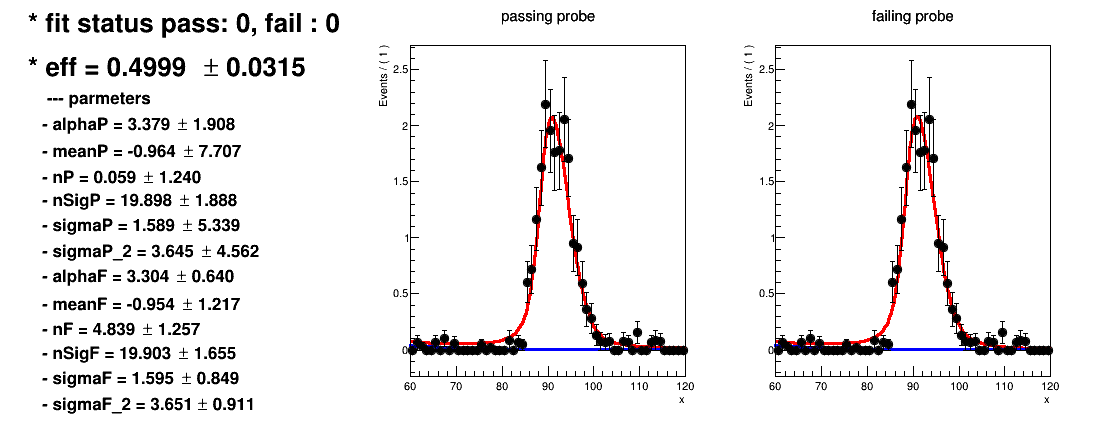 * fit status pass: 0, fail : 0
* eff = 0.4999 ± 0.0315
--- parmeters
- alphaP = 3.379 ± 1.908
- meanP = -0.964 ± 7.707
- nP = 0.059 ± 1.240
- nSigP = 19.898 ± 1.888
- sigmaP = 1.589 ± 5.339
- sigmaP_2 = 3.645 ± 4.562
- alphaF = 3.304 ± 0.640
- meanF = -0.954 ± 1.217
- nF = 4.839 ± 1.257
- nSigF = 19.903 ± 1.655
- sigmaF = 1.595 ± 0.849
- sigmaF_2 = 3.651 ± 0.911
passing probe
Events / ( 1 )
2.5
2
1.5
1
0.5
0
60 70 80 90 100 110 120
x
failing probe
Events / ( 1 )
2.5
2
1.5
1
0.5
0
60 70 80 90 100 110 120
x